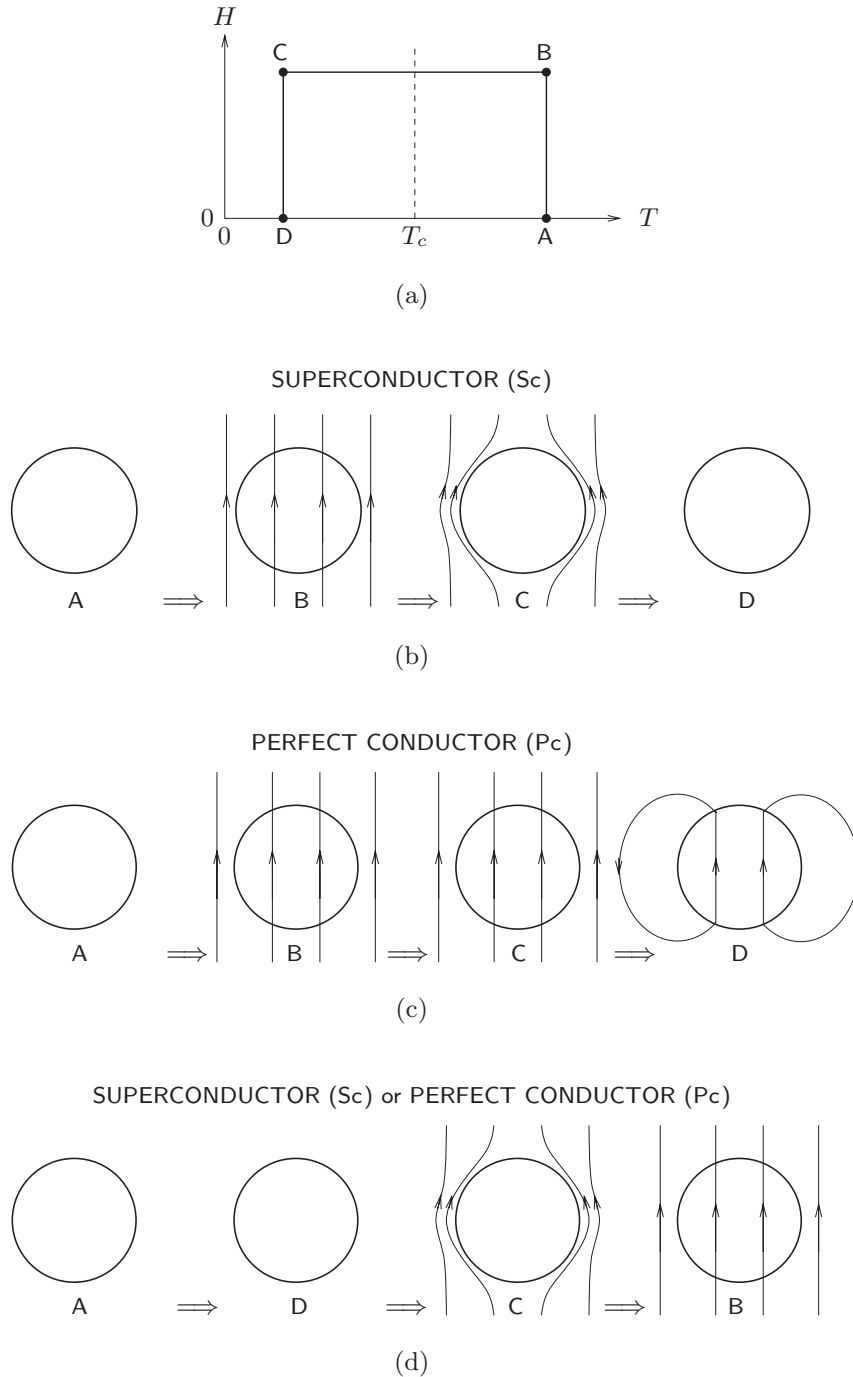 H
C B
0
0 D T_c A T
(a)
SUPERCONDUCTOR (Sc)
A ⟹ B ⟹ C ⟹ D
(b)
PERFECT CONDUCTOR (Pc)
A ⟹ B ⟹ C ⟹ D
(c)
SUPERCONDUCTOR (Sc) or PERFECT CONDUCTOR (Pc)
A ⟹ D ⟹ C ⟹ B
(d)